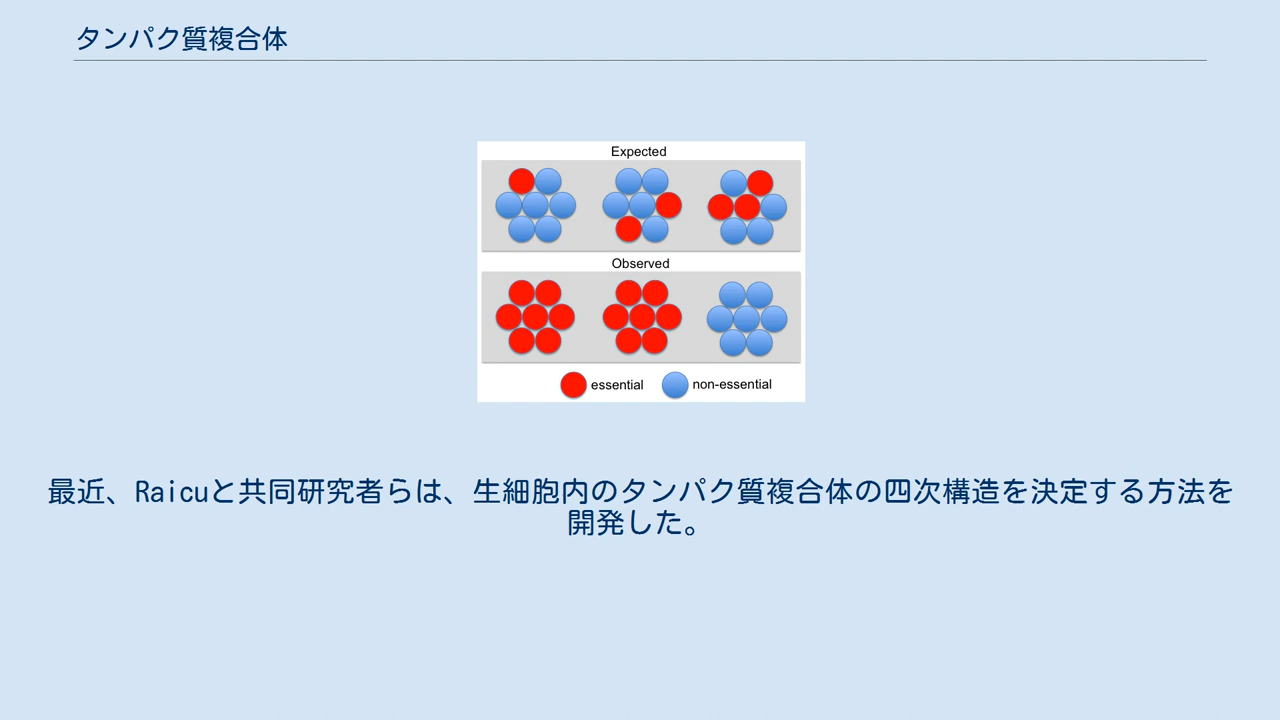 タンパク質複合体
Expected
Observed
essential non-essential
最近、Raicuと共同研究者らは、生細胞内のタンパク質複合体の四次構造を決定する方法を
開発した。